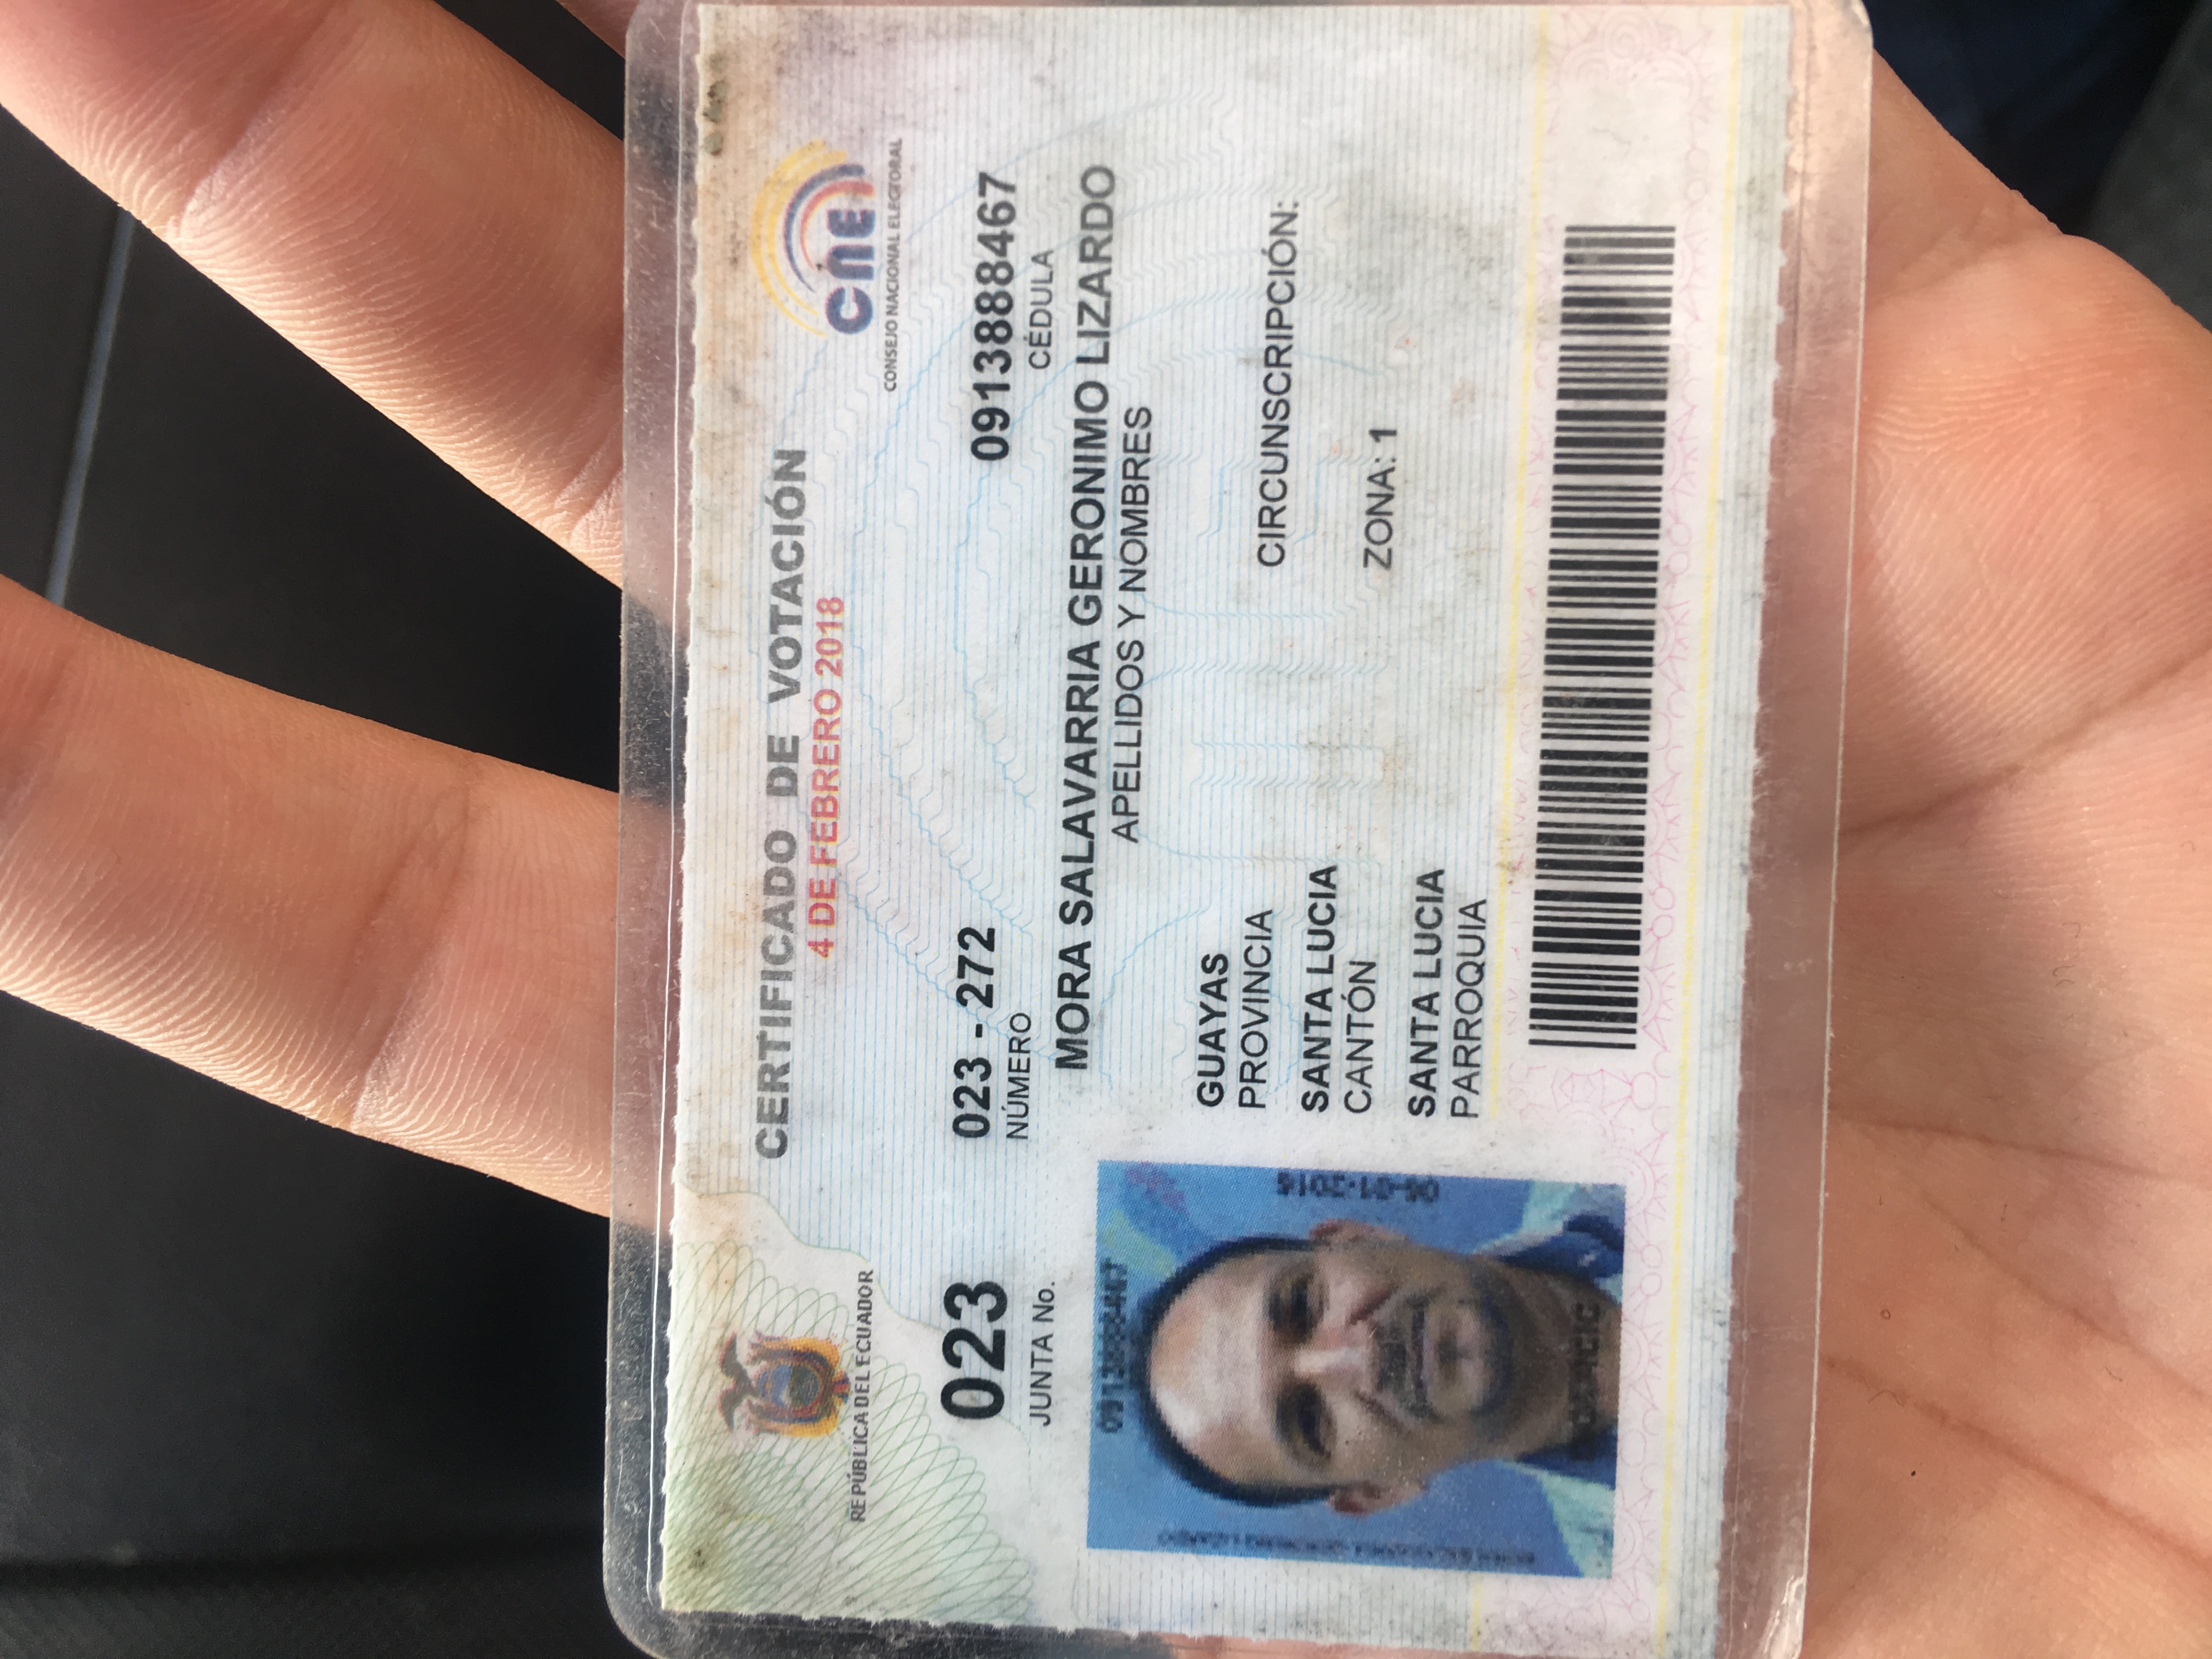 CERTIFICADO DE VOTACIÓN
4 DE FEBRERO 2018
REPÚBLICA DEL ECUADOR
CNE
CONSEJO NACIONAL ELECTORAL
023
JUNTA No.
023 - 272
NÚMERO
0913888467
CÉDULA
MORA SALAVARRIA GERONIMO LIZARDO
APELLIDOS Y NOMBRES
0913888467
GUAYAS
PROVINCIA
CIRCUNSCRIPCIÓN:
SANTA LUCIA
CANTÓN
ZONA: 1
SANTA LUCIA
PARROQUIA